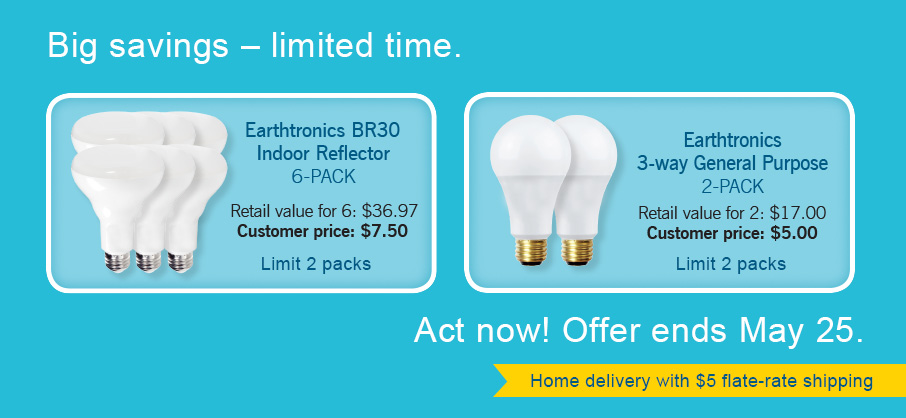 Big savings – limited time.
Earthtronics BR30
Indoor Reflector
6-PACK
Retail value for 6: $36.97
Customer price: $7.50
Limit 2 packs
Earthtronics
3-way General Purpose
2-PACK
Retail value for 2: $17.00
Customer price: $5.00
Limit 2 packs
Act now! Offer ends May 25.
Home delivery with $5 flate-rate shipping